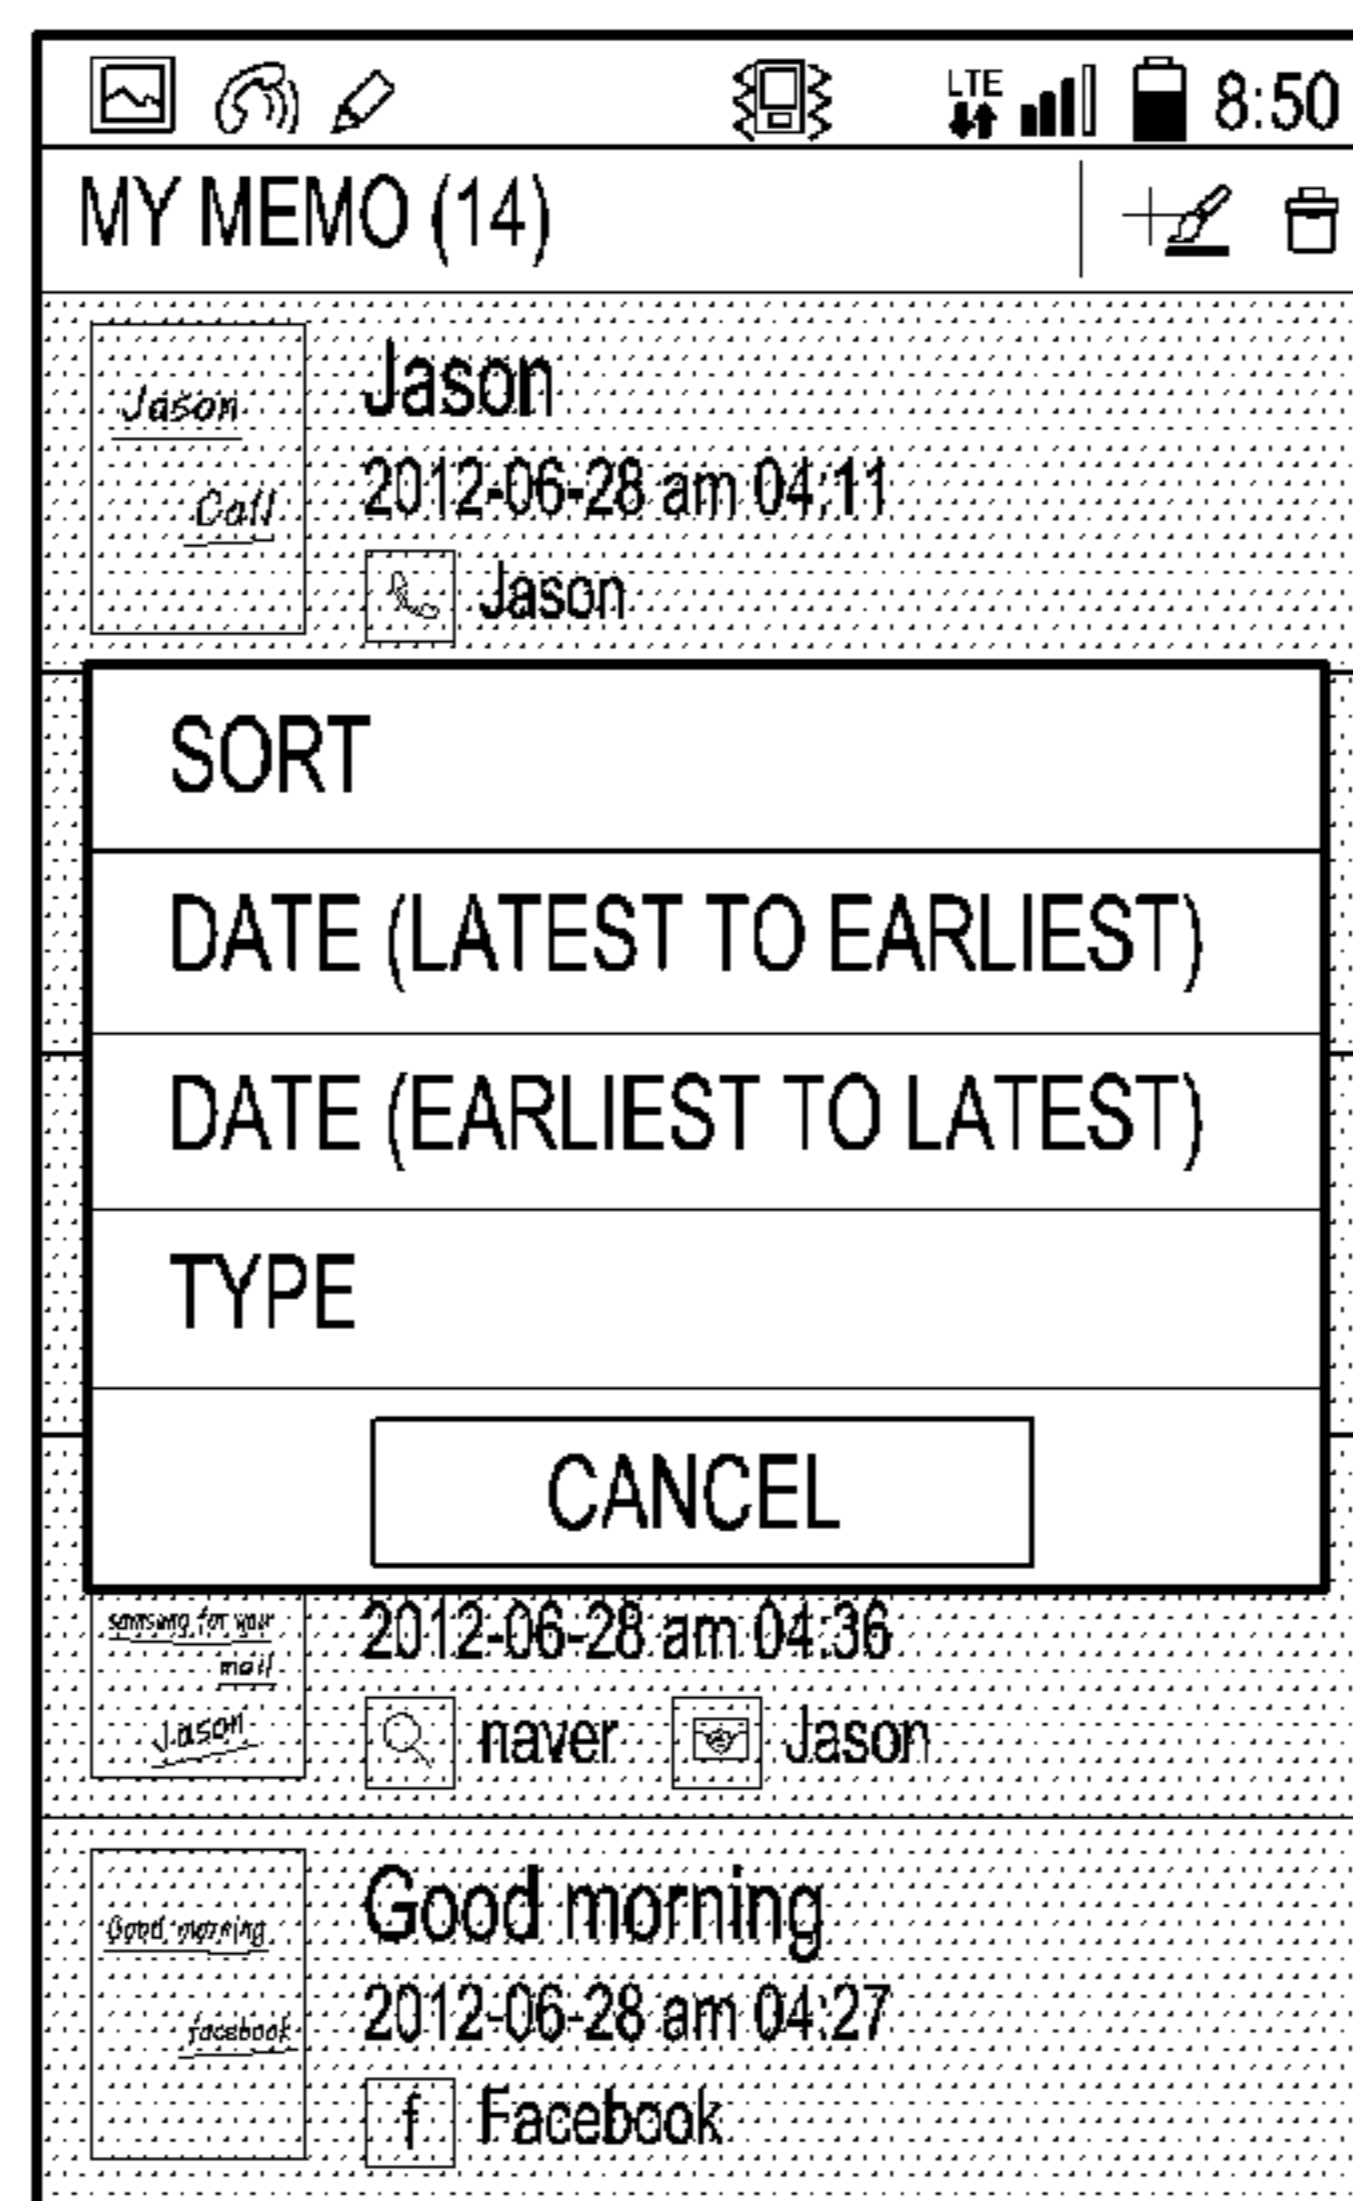 LTE 8:50
MY MEMO (14)
Jason
Jason
2012-06-28 am 04:11
Call
Jason
SORT
DATE (LATEST TO EARLIEST)
DATE (EARLIEST TO LATEST)
TYPE
CANCEL
samsung for your
2012-06-28 am 04:36
mail
Jason
naver Jason
Good morning
Good morning
2012-06-28 am 04:27
facebook
f Facebook